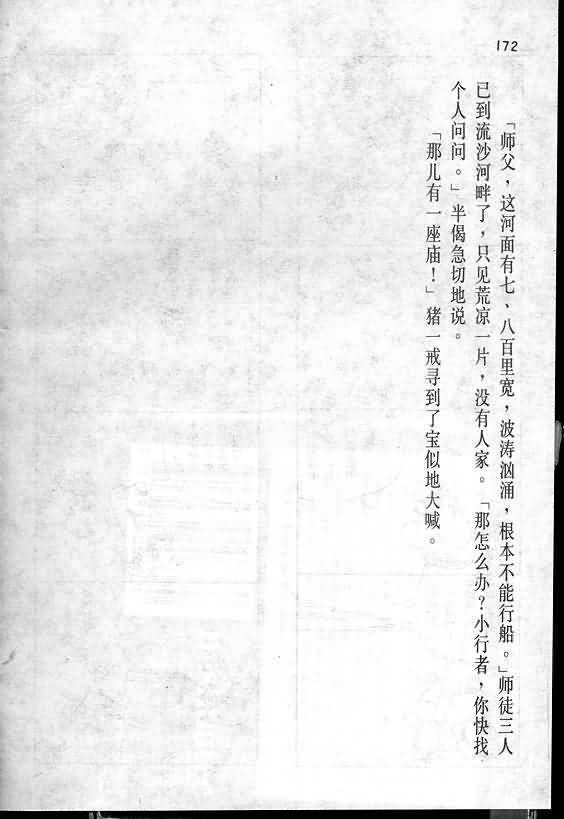 172
「师父，这河面有七、八百里宽，波涛汹涌，根本不能行船。」师徒三人
已到流沙河畔了，只见荒凉一片，没有人家。「那怎么办？小行者，你快找
个人问问。」半偈急切地说。
「那儿有一座庙！」猪一戒寻到了宝似地大喊。